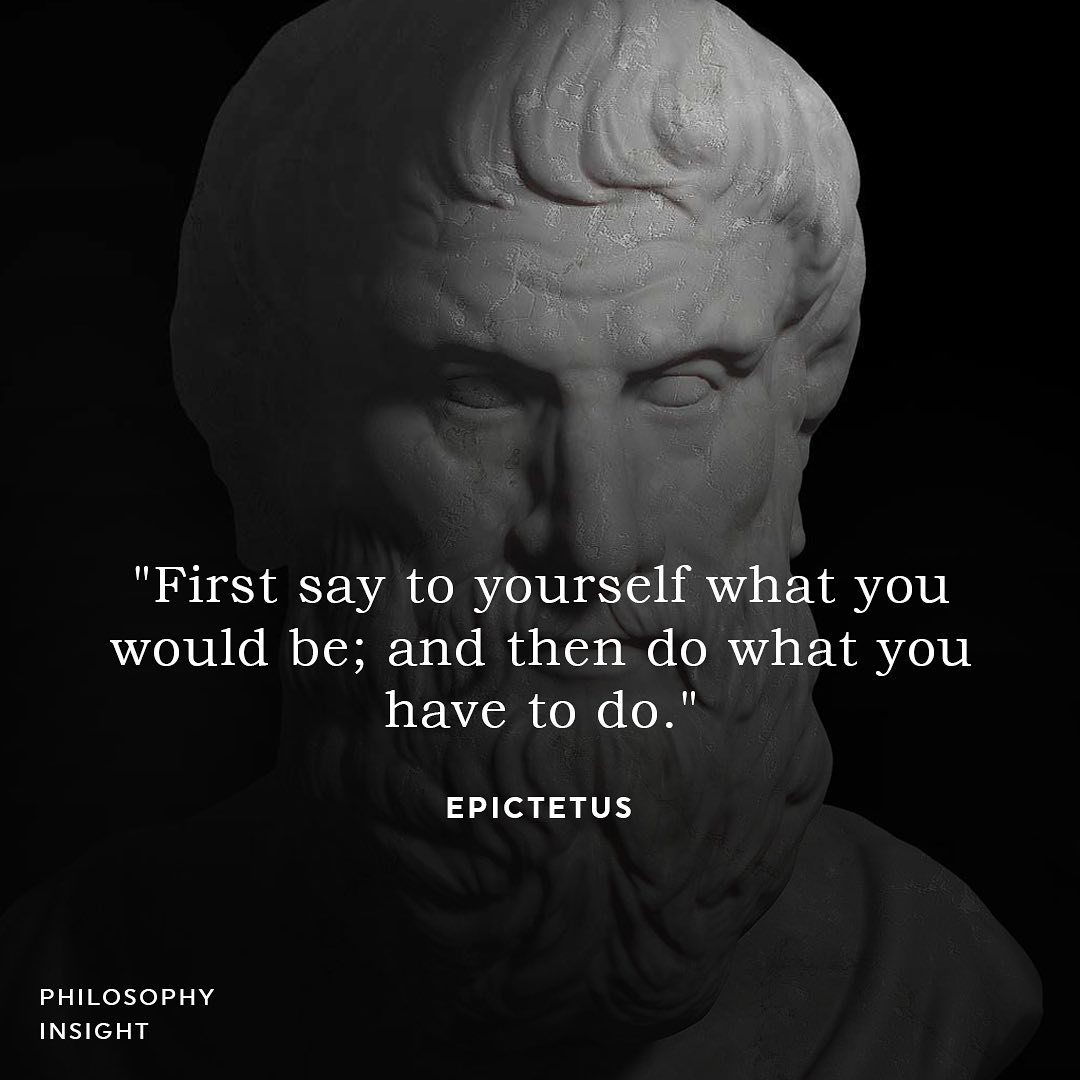 "First say to yourself what you
would be; and then do what you
have to do."
EPICTETUS
PHILOSOPHY
INSIGHT